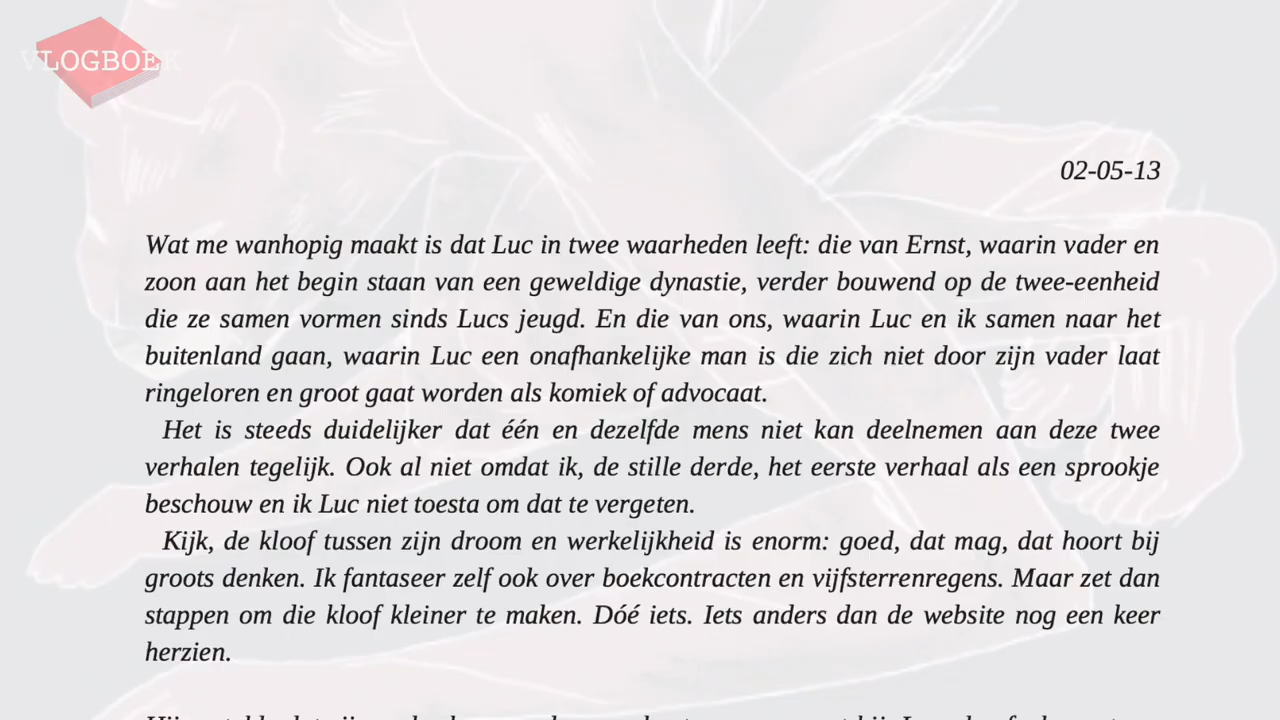 VLOGBOEK
02-05-13
Wat me wanhopig maakt is dat Luc in twee waarheden leeft: die van Ernst, waarin vader en
zoon aan het begin staan van een geweldige dynastie, verder bouwend op de twee-eenheid
die ze samen vormen sinds Lucs jeugd. En die van ons, waarin Luc en ik samen naar het
buitenland gaan, waarin Luc een onafhankelijke man is die zich niet door zijn vader laat
ringeloren en groot gaat worden als komiek of advocaat.
Het is steeds duidelijker dat één en dezelfde mens niet kan deelnemen aan deze twee
verhalen tegelijk. Ook al niet omdat ik, de stille derde, het eerste verhaal als een sprookje
beschouw en ik Luc niet toesta om dat te vergeten.
Kijk, de kloof tussen zijn droom en werkelijkheid is enorm: goed, dat mag, dat hoort bij
groots denken. Ik fantaseer zelf ook over boekcontracten en vijfsterrenregens. Maar zet dan
stappen om die kloof kleiner te maken. Dóé iets. Iets anders dan de website nog een keer
herzien.